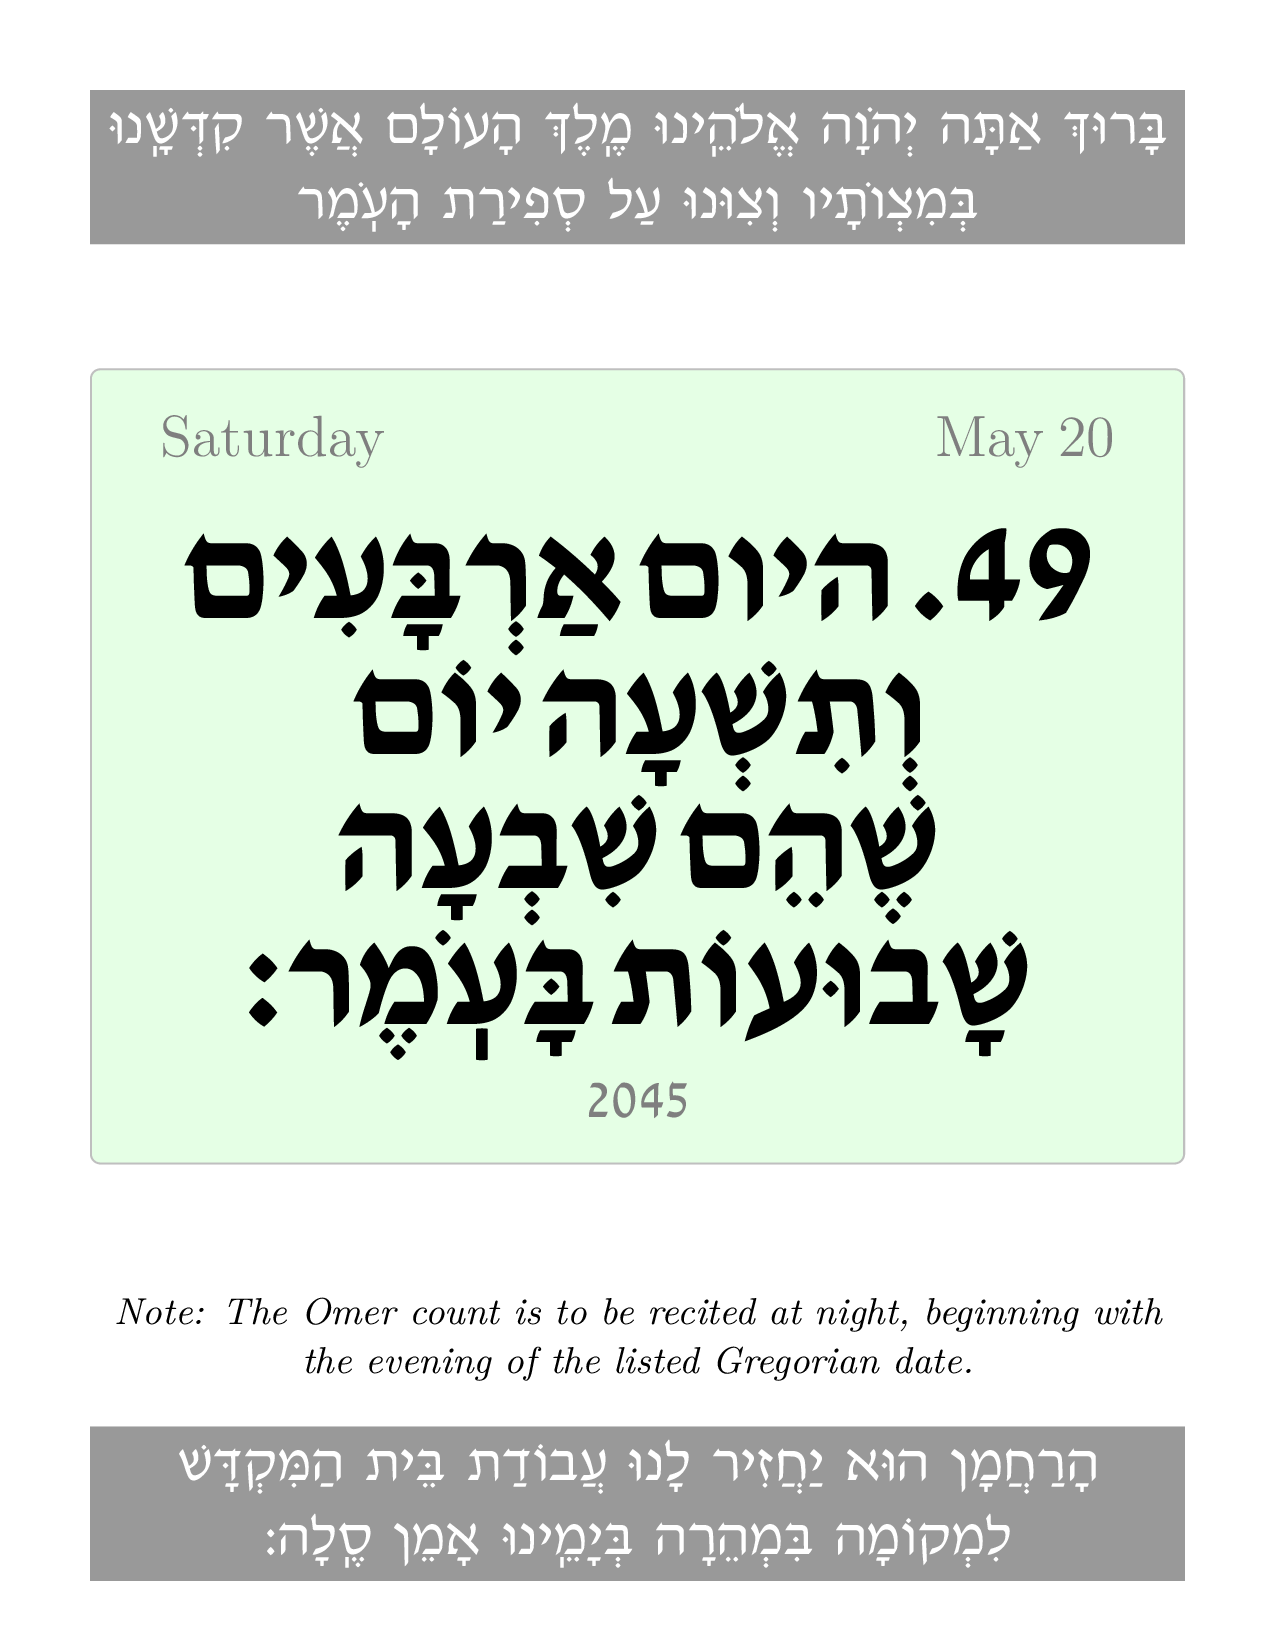 בָּרוּךְ אַתָּה יְהֹוָה אֱלֹהֵֽינוּ מֶֽלֶךְ הָעוֹלָם אֲשֶׁר קִדְּשָֽׁנוּ
בְּמִצְוֹתָיו וְצִוּֽנוּ עַל סְפִירַת הָעֹֽמֶר
Saturday May 20
49. היום אַרְבָּעִים
וְתִשְׁעָה יוֹם
שֶׁהֵם שִׁבְעָה
שָׁבוּעוֹת בָּעֹֽמֶר:
2045
Note: The Omer count is to be recited at night, beginning with
the evening of the listed Gregorian date.
הָרַחֲמָן הוּא יַחֲזִיר לָנוּ עֲבוֹדַת בֵּית הַמִּקְדָּשׁ
לִמְקוֹמָהּ בִּמְהֵרָה בְּיָמֵֽינוּ אָמֵן סֶֽלָה: